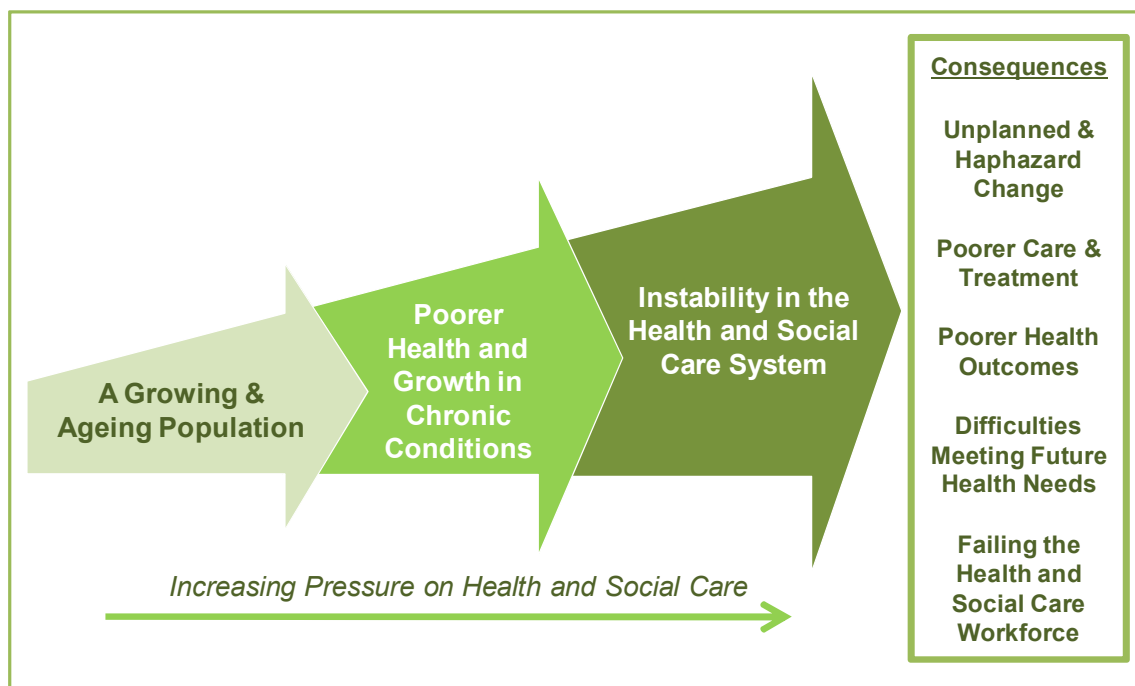 A Growing &
Ageing Population
Poorer
Health and
Growth in
Chronic
Conditions
Instability in the
Health and Social
Care System
Increasing Pressure on Health and Social Care
Consequences
Unplanned &
Haphazard
Change
Poorer Care &
Treatment
Poorer Health
Outcomes
Difficulties
Meeting Future
Health Needs
Failing the
Health and
Social Care
Workforce